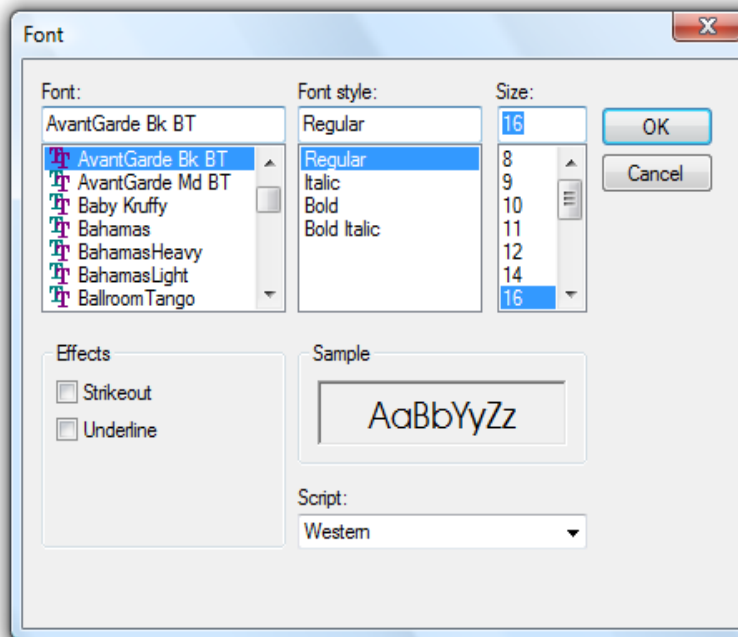 Font
Font:
AvantGarde Bk BT
AvantGarde Bk BT
AvantGarde Md BT
Baby Kruffy
Bahamas
BahamasHeavy
BahamasLight
BallroomTango
Font style:
Regular
Regular
Italic
Bold
Bold Italic
Size:
16
8
9
10
11
12
14
16
OK
Cancel
Effects
Strikeout
Underline
Sample
AaBbYyZz
Script:
Western